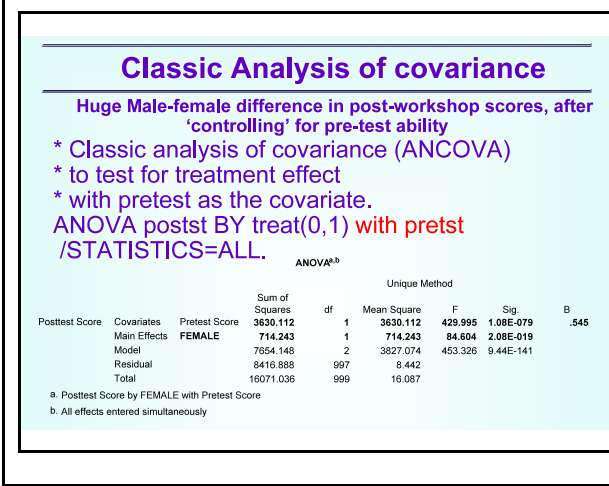 Classic Analysis of covariance
Huge Male-female difference in post-workshop scores, after
‘controlling’ for pre-test ability
* Classic analysis of covariance (ANCOVA)
* to test for treatment effect
* with pretest as the covariate.
ANOVA postst BY treat(0,1) with pretst
/STATISTICS=ALL.
ANOVAa,b
Unique Method
Sum of
Squares df Mean Square F Sig. B
Posttest Score Covariates Pretest Score 3630.112 1 3630.112 429.995 1.08E-079 .545
Main Effects FEMALE 714.243 1 714.243 84.604 2.08E-019
Model 7654.148 2 3827.074 453.326 9.44E-141
Residual 8416.888 997 8.442
Total 16071.036 999 16.087
a. Posttest Score by FEMALE with Pretest Score
b. All effects entered simultaneously